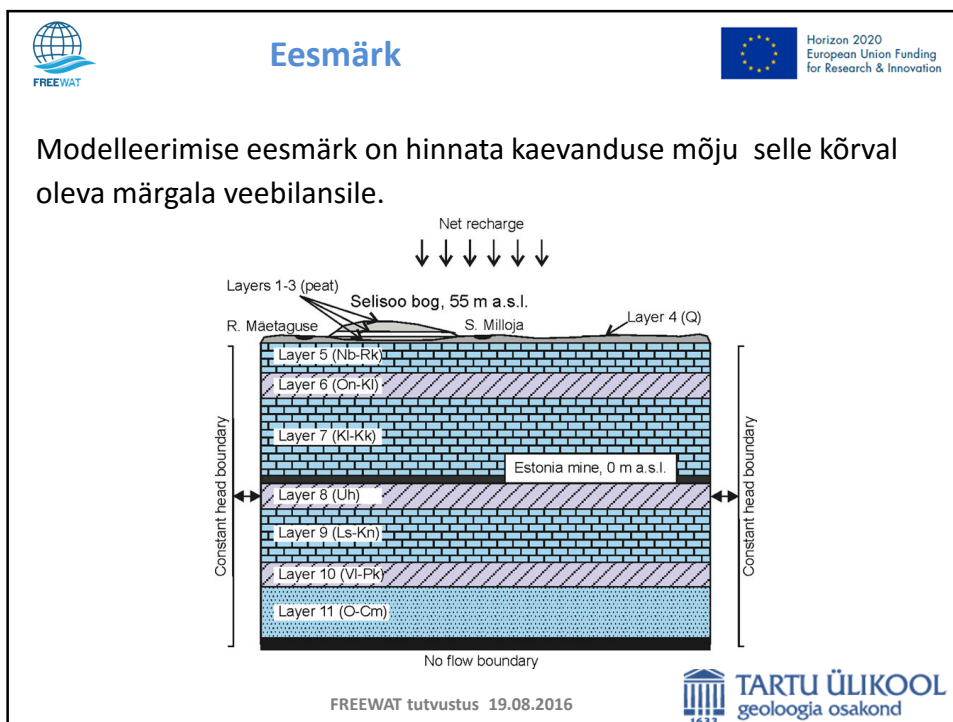 FREEWAT
Eesmärk
Horizon 2020
European Union Funding
for Research & Innovation
Modelleerimise eesmärk on hinnata kaevanduse mõju selle kõrval
oleva märgala veebilansile.
Net recharge
Layers 1-3 (peat)
Selisoo bog, 55 m a.s.l.
R. Mäetaguse
S. Milloja
Layer 4 (Q)
Layer 5 (Nb-Rk)
Layer 6 (On-Kl)
Layer 7 (Kl-Kk)
Estonia mine, 0 m a.s.l.
Constant head boundary
Constant head boundary
Layer 8 (Uh)
Layer 9 (Ls-Kn)
Layer 10 (Vl-Pk)
Layer 11 (O-Cm)
No flow boundary
FREEWAT tutvustus 19.08.2016
TARTU ÜLIKOOL
geoloogia osakond
1632